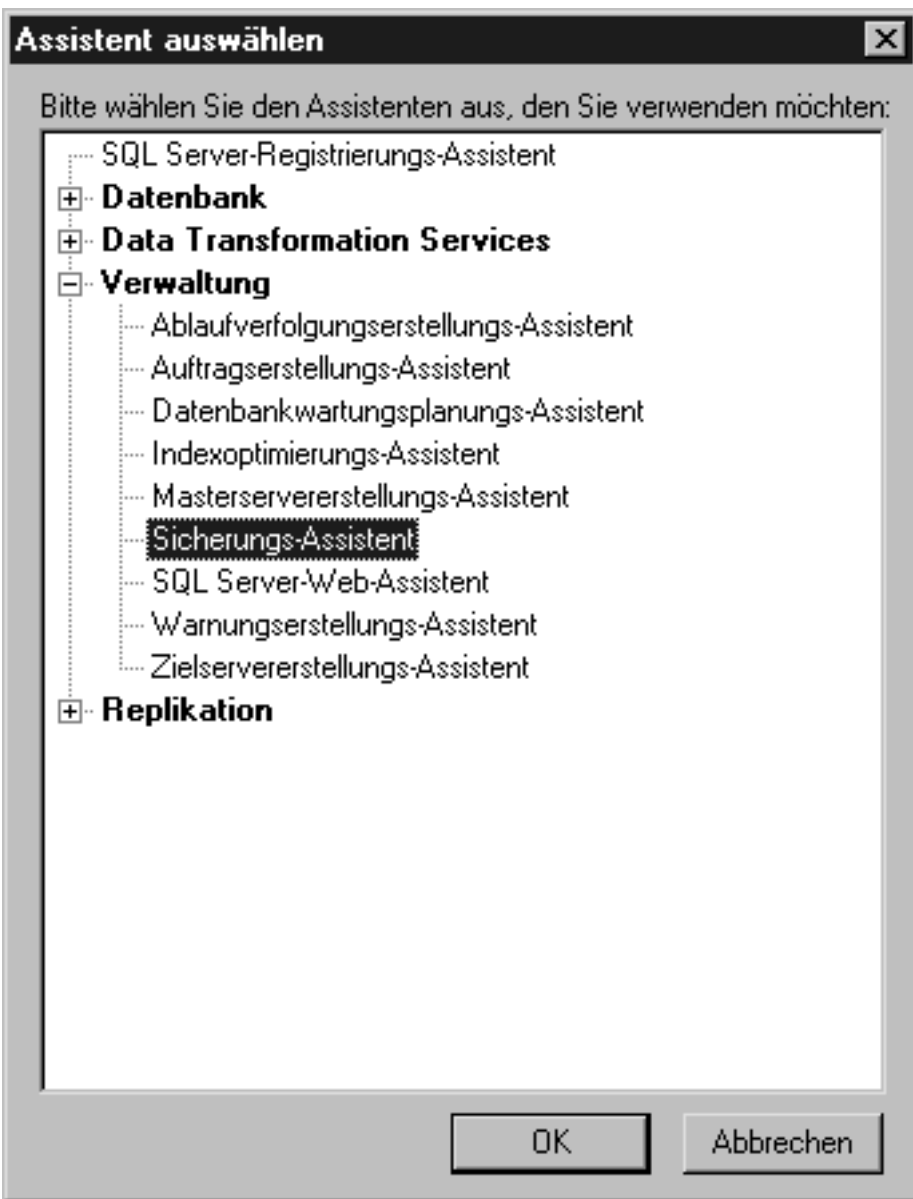 Assistent auswählen
Bitte wählen Sie den Assistenten aus, den Sie verwenden möchten:
SQL Server-Registrierungs-Assistent
Datenbank
Data Transformation Services
Verwaltung
Ablaufverfolgungserstellungs-Assistent
Auftragserstellungs-Assistent
Datenbankwartungsplanungs-Assistent
Indexoptimierungs-Assistent
Masterservererstellungs-Assistent
Sicherungs-Assistent
SQL Server-Web-Assistent
Warnungserstellungs-Assistent
Zielservererstellungs-Assistent
Replikation
OK Abbrechen